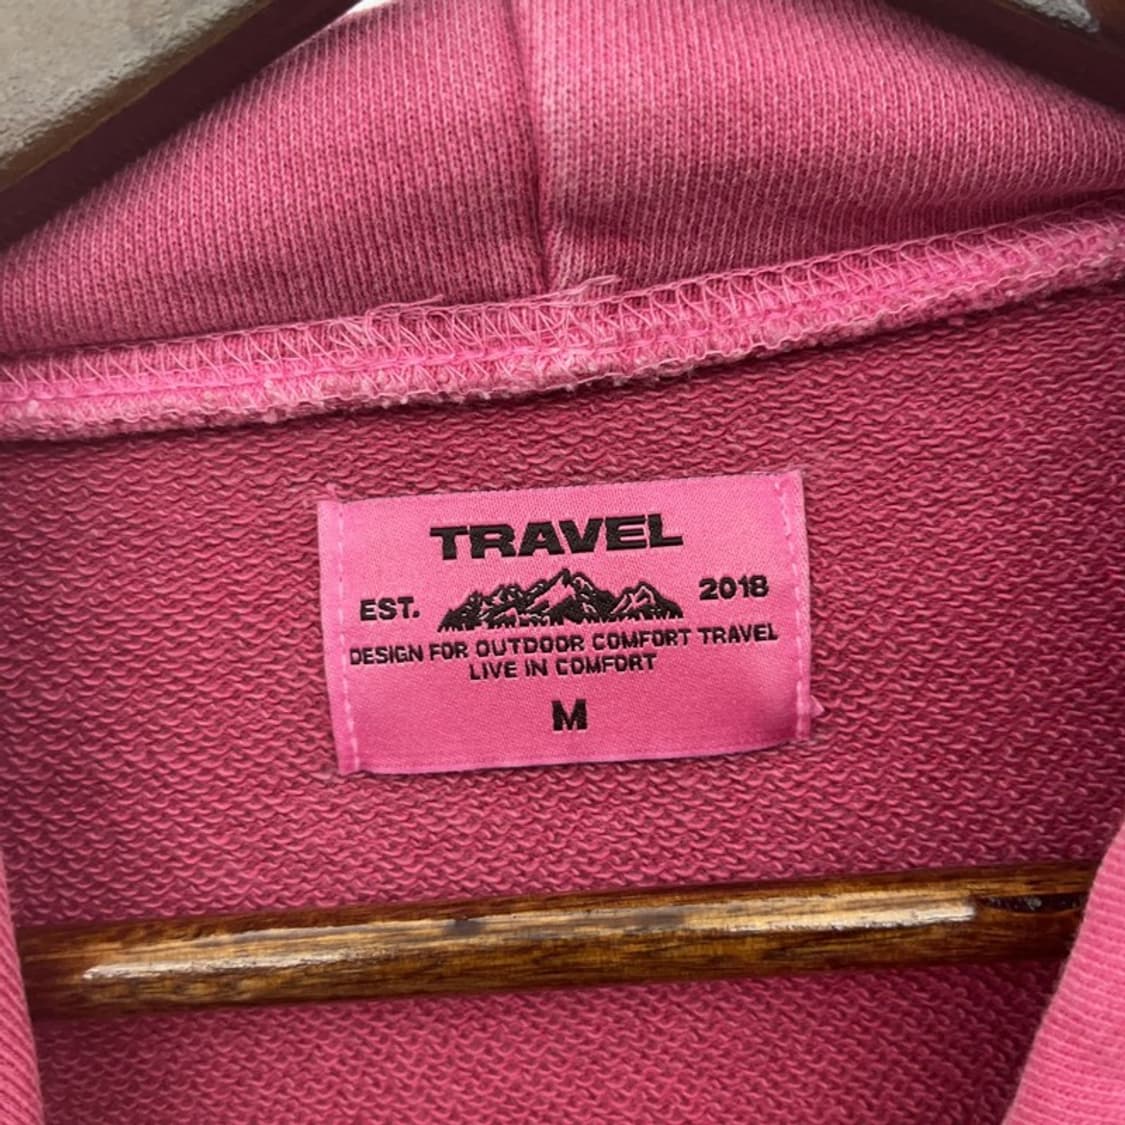 TRAVEL
EST. 2018
DESIGN FOR OUTDOOR COMFORT TRAVEL
LIVE IN COMFORT
M